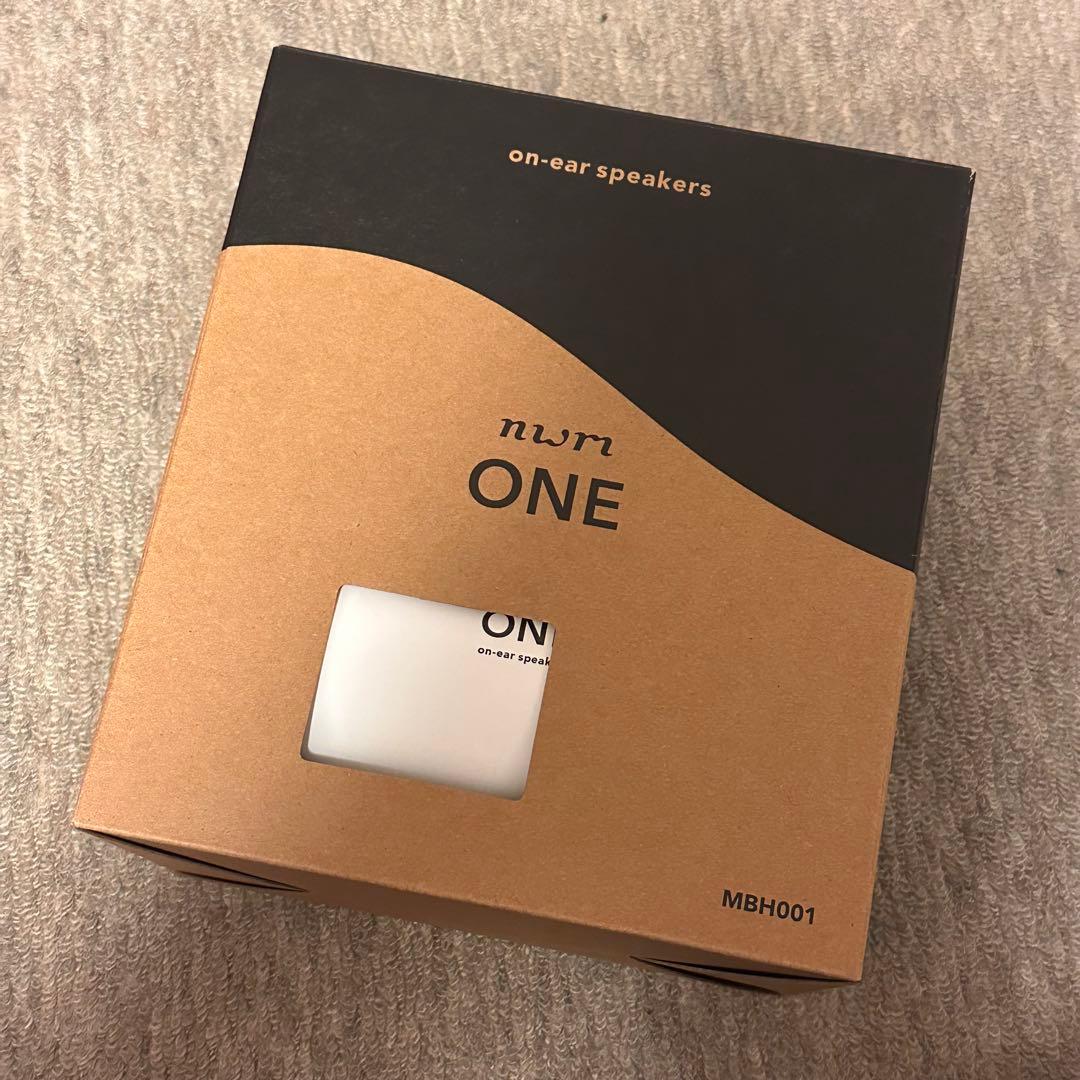 on-ear speakers
nwm
ONE
ON
on-ear speak
MBH001